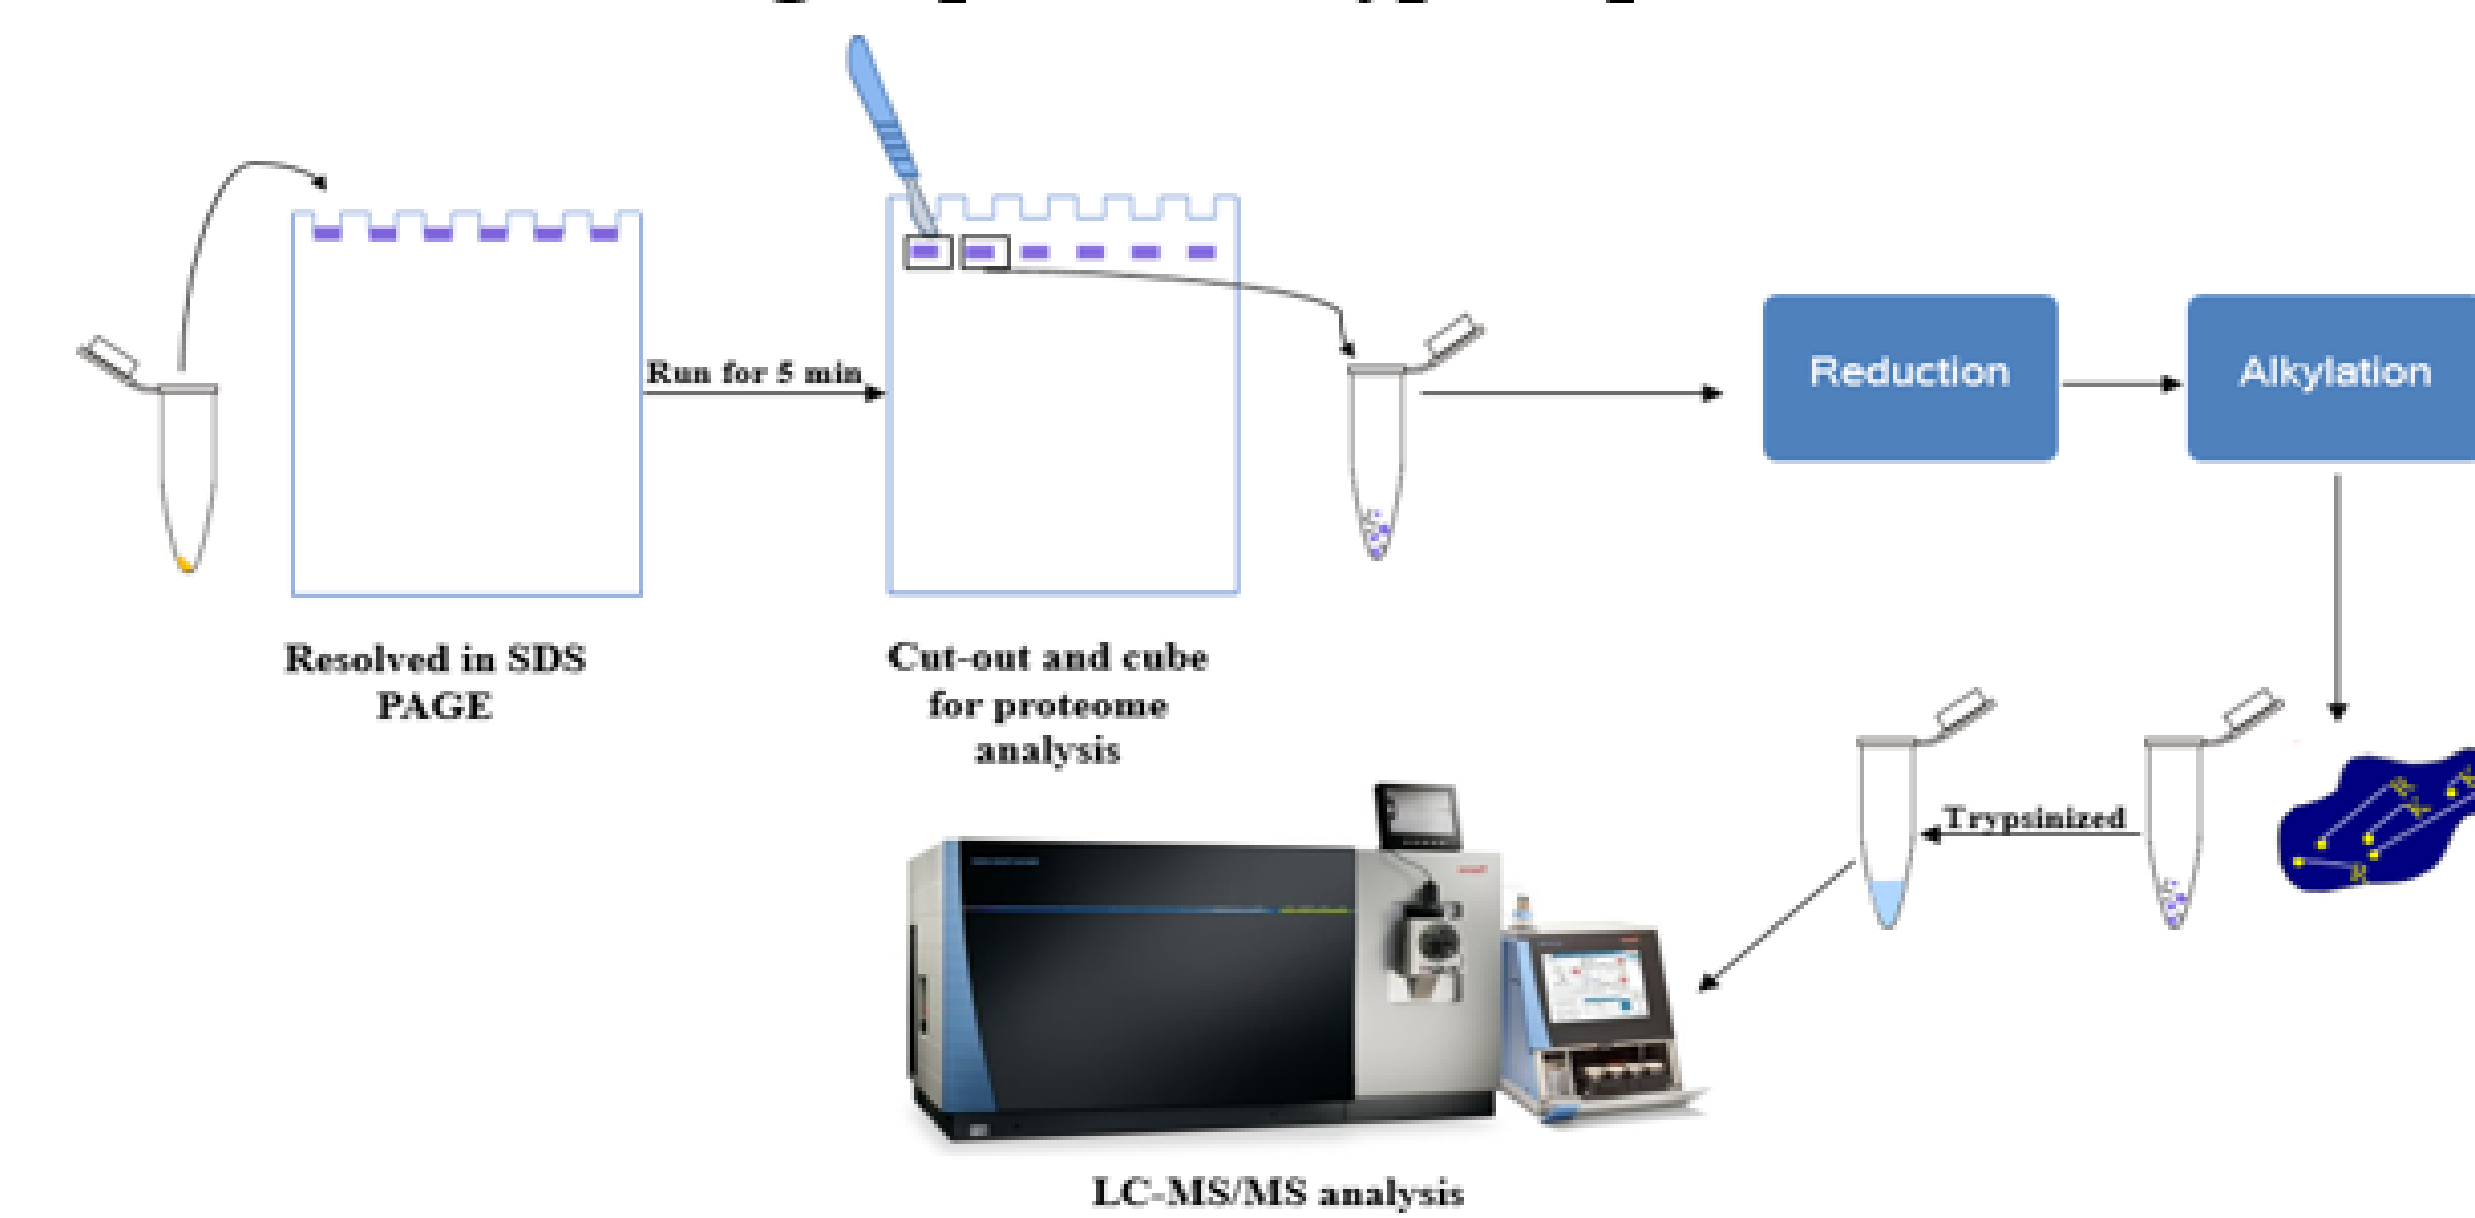 Run for 5 min
Reduction
Alkylation
Resolved in SDS
PAGE
Cut-out and cube
for proteome
analysis
Trypsinized
LC-MS/MS analysis